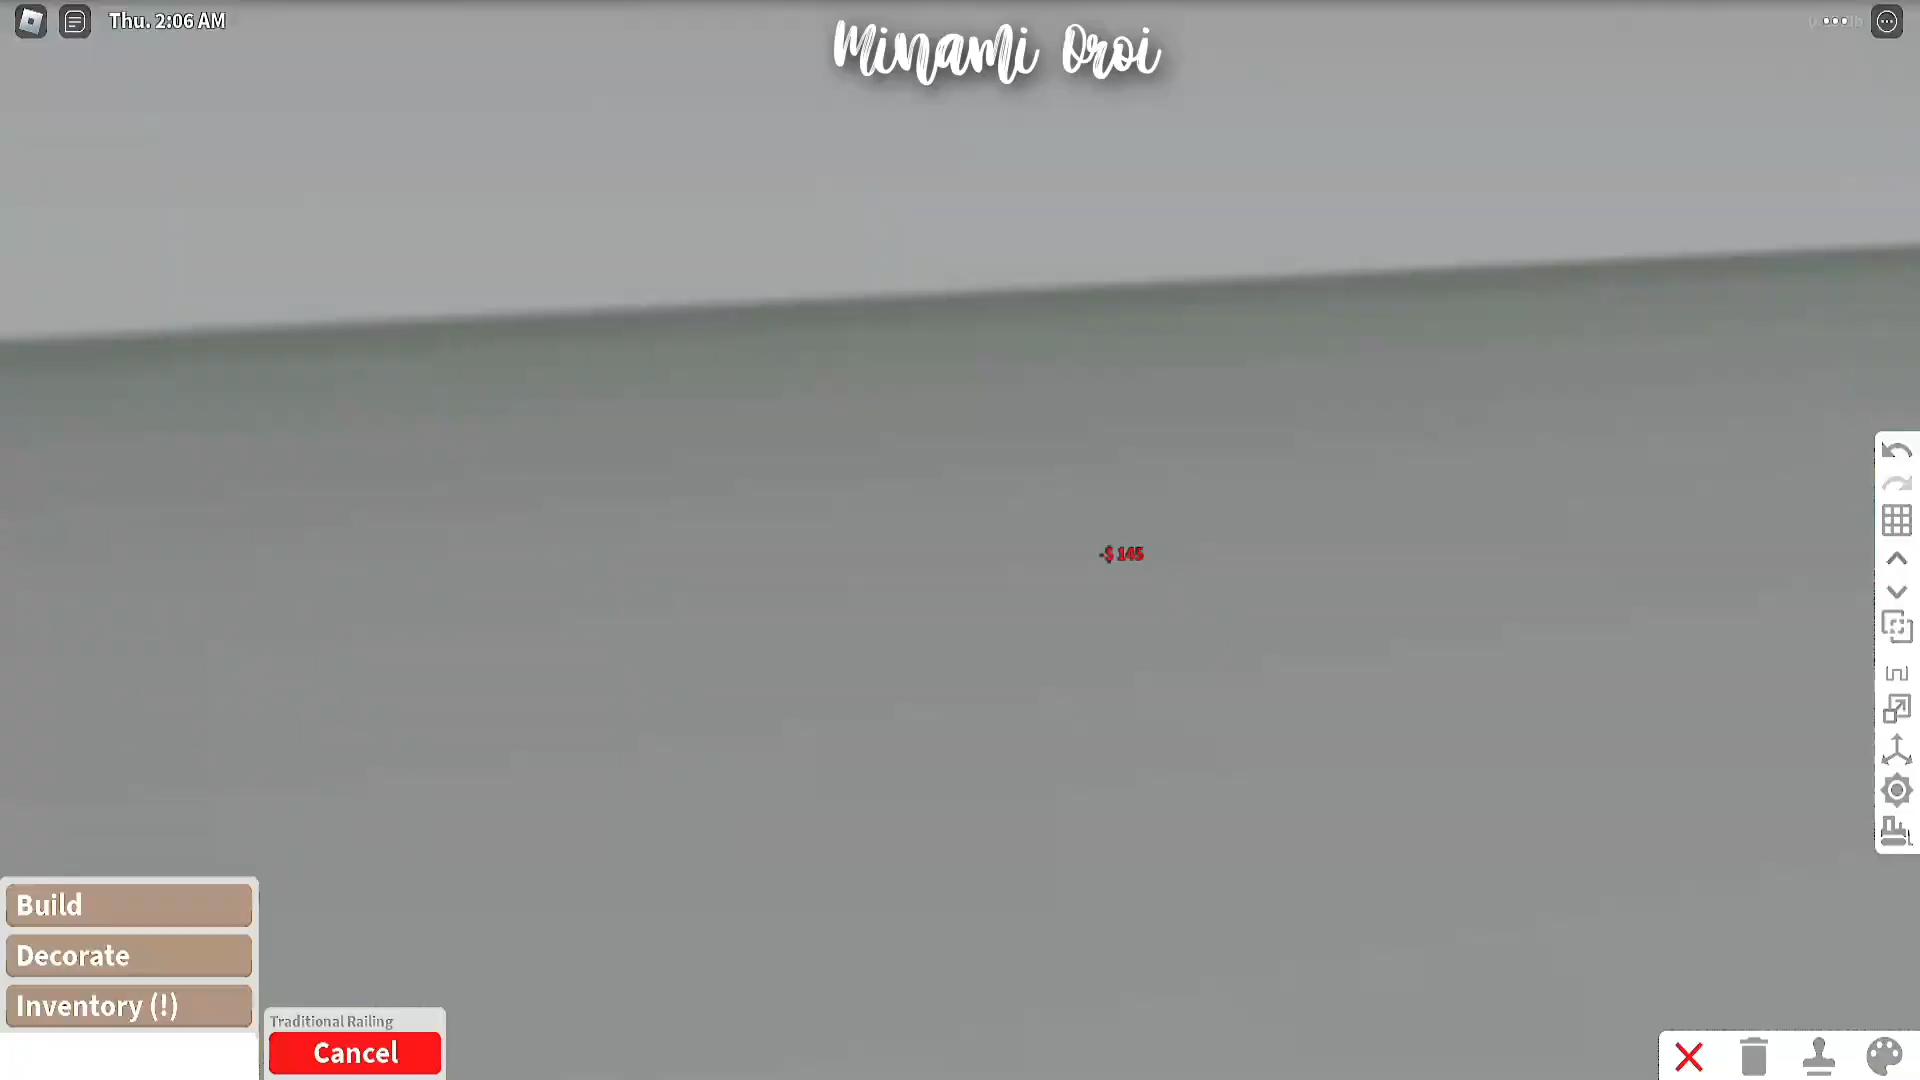 Thu. 2:06 AM
Minami Oroi
-$ 145
Build
Decorate
Inventory (!)
Traditional Railing
Cancel